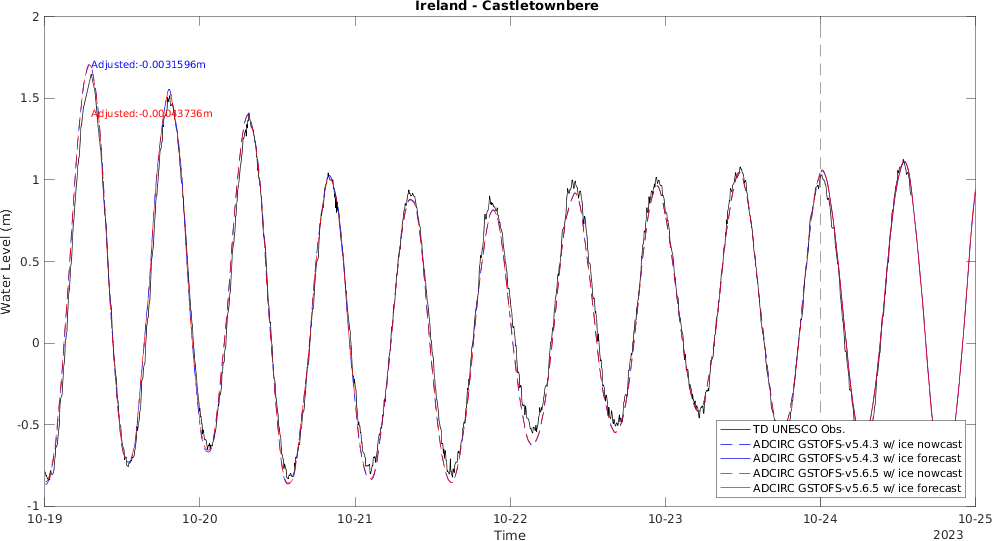 Ireland - Castletownbere
2
1.5
1
0.5
0
-0.5
-1
Water Level (m)
Adjusted:-0.0031596m
Adjusted:-0.00043736m
TD UNESCO Obs.
ADCIRC GSTOFS-v5.4.3 w/ ice nowcast
ADCIRC GSTOFS-v5.4.3 w/ ice forecast
ADCIRC GSTOFS-v5.6.5 w/ ice nowcast
ADCIRC GSTOFS-v5.6.5 w/ ice forecast
10-19 10-20 10-21 10-22 10-23 10-24 10-25
Time
2023